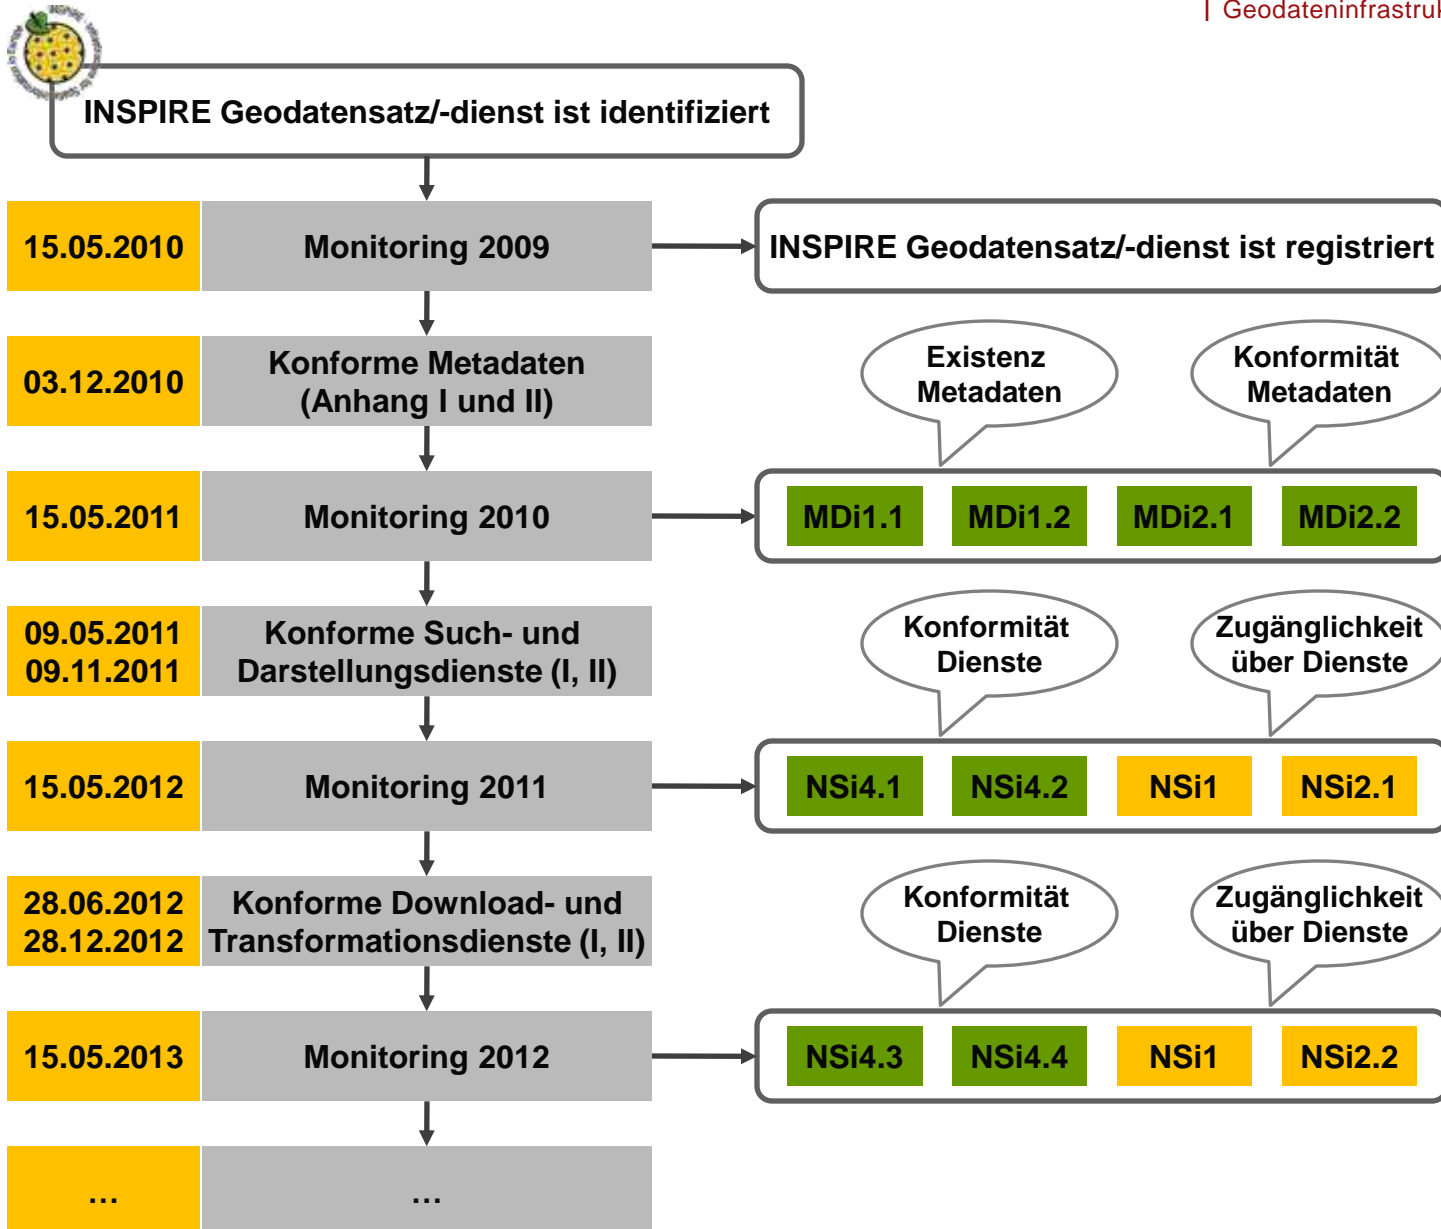 Geodateninfrastruk
INSPIRE Geodatensatz/-dienst ist identifiziert
15.05.2010
Monitoring 2009
INSPIRE Geodatensatz/-dienst ist registriert
03.12.2010
Konforme Metadaten
(Anhang I und II)
Existenz
Metadaten
Konformität
Metadaten
15.05.2011
Monitoring 2010
MDi1.1
MDi1.2
MDi2.1
MDi2.2
09.05.2011
09.11.2011
Konforme Such- und
Darstellungsdienste (I, II)
Konformität
Dienste
Zugänglichkeit
über Dienste
15.05.2012
Monitoring 2011
NSi4.1
NSi4.2
NSi1
NSi2.1
28.06.2012
28.12.2012
Konforme Download- und
Transformationsdienste (I, II)
Konformität
Dienste
Zugänglichkeit
über Dienste
15.05.2013
Monitoring 2012
NSi4.3
NSi4.4
NSi1
NSi2.2
...
...